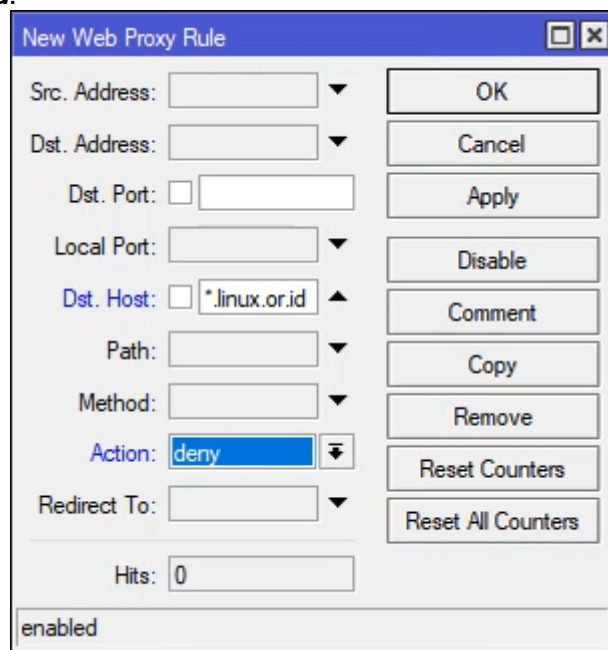 New Web Proxy Rule
Src. Address:
OK
Dst. Address:
Cancel
Dst. Port:
Apply
Local Port:
Disable
Dst. Host: *.linux.or.id
Comment
Path:
Copy
Method:
Remove
Action: deny
Reset Counters
Redirect To:
Reset All Counters
Hits: 0
enabled